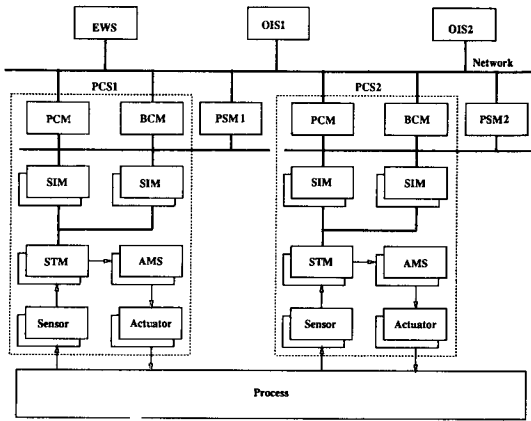 EWS
OIS1
OIS2
Network
PCS1
PCS2
PCM
BCM
PSM1
PCM
BCM
PSM2
SIM
SIM
SIM
SIM
STM
AMS
STM
AMS
Sensor
Actuator
Sensor
Actuator
Process